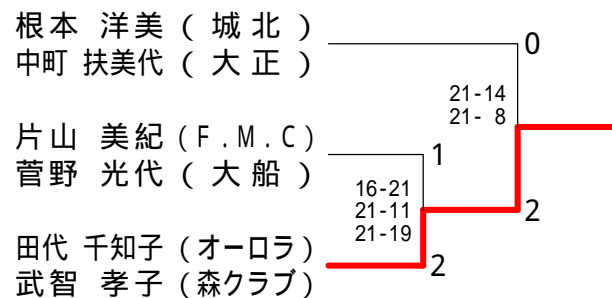 根本 洋美 ( 城 北 )
中町 扶美代 ( 大 正 )
0
21-14
21- 8
片山 美紀 ( F . M . C )
菅野 光代 ( 大 船 )
1
16-21
21-11
21-19
2
田代 千知子 ( オーロラ )
武智 孝子 ( 森クラブ )
2